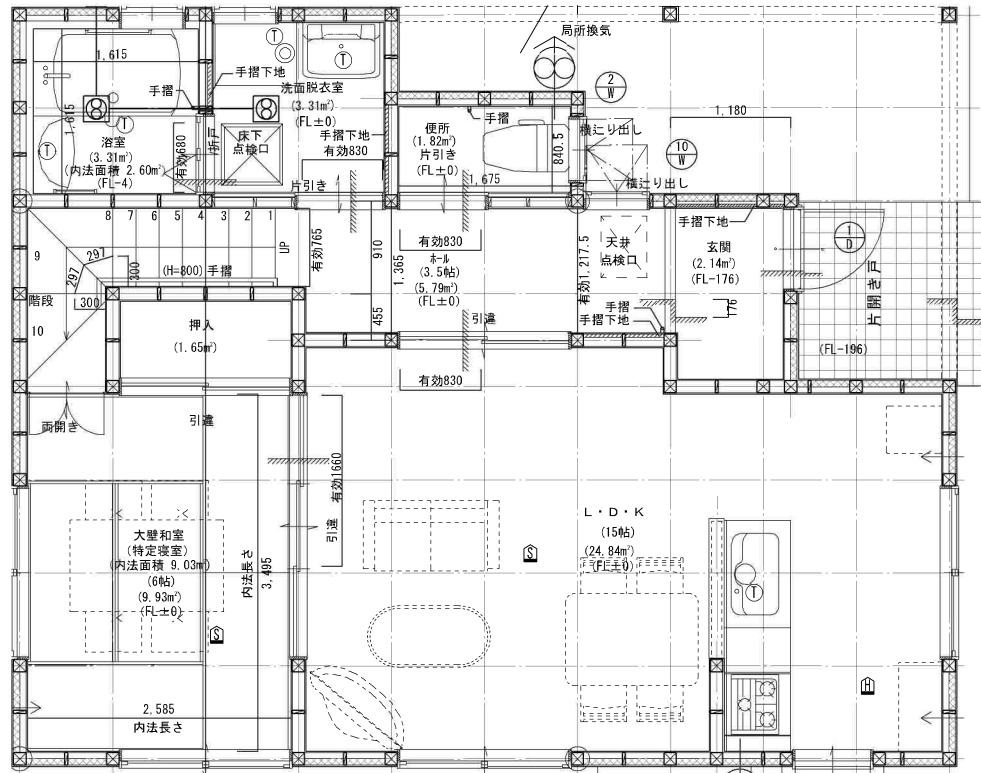 局所換気
1,615
手摺下地
洗面脱衣室
(3.31㎡)
(FL±0)
T
T
手摺
1,615
T
T
浴室
(3.31㎡)
(内法面積 2.60㎡)
(FL-4)
有効680
折戸
床下
点検口
手摺下地
有効830
片引き
便所
(1.82㎡)
片引き
(FL±0)
手摺
1,675
840.5
横辷り出し
横辷り出し
2
W
10
W
1,180
8
7
6
5
4
3
2
1
UP
9
10
297
297
300
300
階段
(H=800) 手摺
有効765
910
455
1,365
有効830
ホール
(3.5帖)
(5.79㎡)
(FL±0)
引違
有効830
有効1,217.5
天井
点検口
手摺下地
玄関
(2.14㎡)
(FL-176)
手摺
手摺下地
176
1
D
片開き戸
(FL-196)
押入
(1.65㎡)
両開き
引違
有効1660
引違
大壁和室
(特定寝室)
(内法面積 9.03㎡)
(6帖)
(9.93㎡)
(FL±0)
内法長さ
3,495
S
2,585
内法長さ
L・D・K
(15帖)
(24.84㎡)
(FL±0)
S
T
H